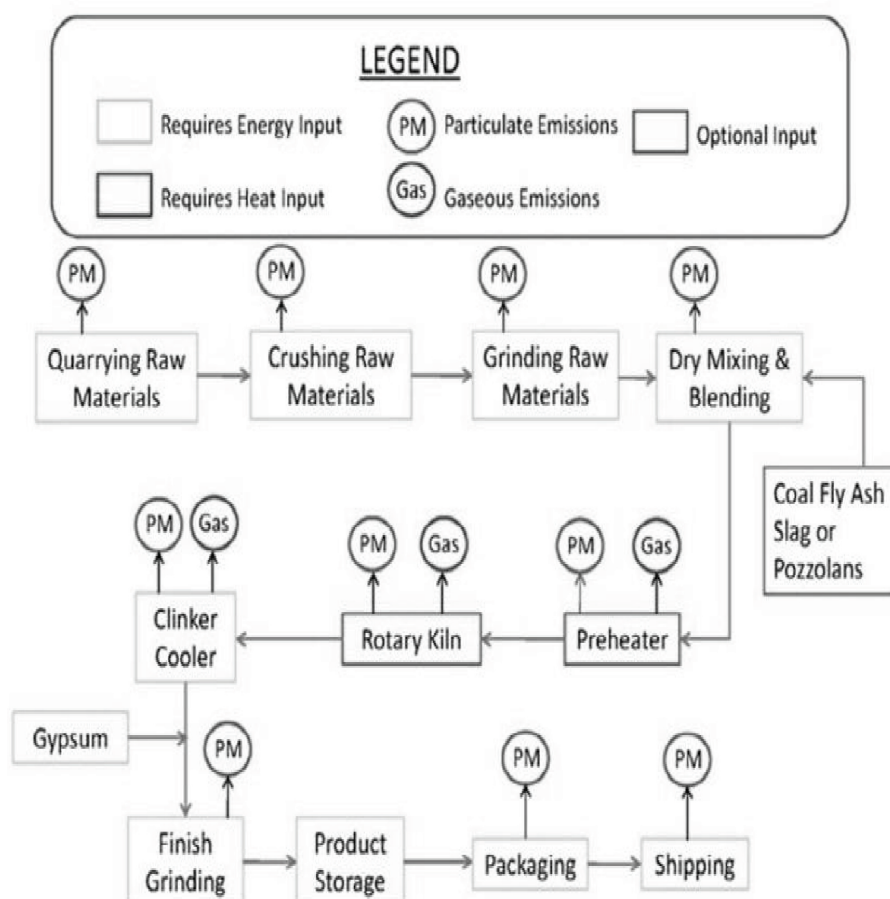 LEGEND
Requires Energy Input
PM
Particulate Emissions
Optional Input
Requires Heat Input
Gas
Gaseous Emissions
PM
PM
PM
PM
Quarrying Raw
Materials
Crushing Raw
Materials
Grinding Raw
Materials
Dry Mixing &
Blending
Coal Fly Ash
Slag or
Pozzolans
PM
Gas
PM
Gas
PM
Gas
Clinker
Cooler
Rotary Kiln
Preheater
Gypsum
PM
PM
PM
Finish
Grinding
Product
Storage
Packaging
Shipping